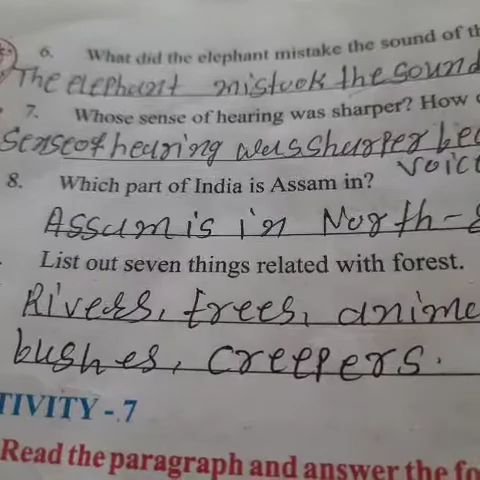 6. What did the elephant mistake the sound of th
The elephant mistook the sound
7. Whose sense of hearing was sharper? How
Sense of hearing was sharper bec
voic
8. Which part of India is Assam in?
Assam is in North-
List out seven things related with forest.
Rivers, trees, anime
bushes, creepers.
TIVITY - 7
Read the paragraph and answer the fo